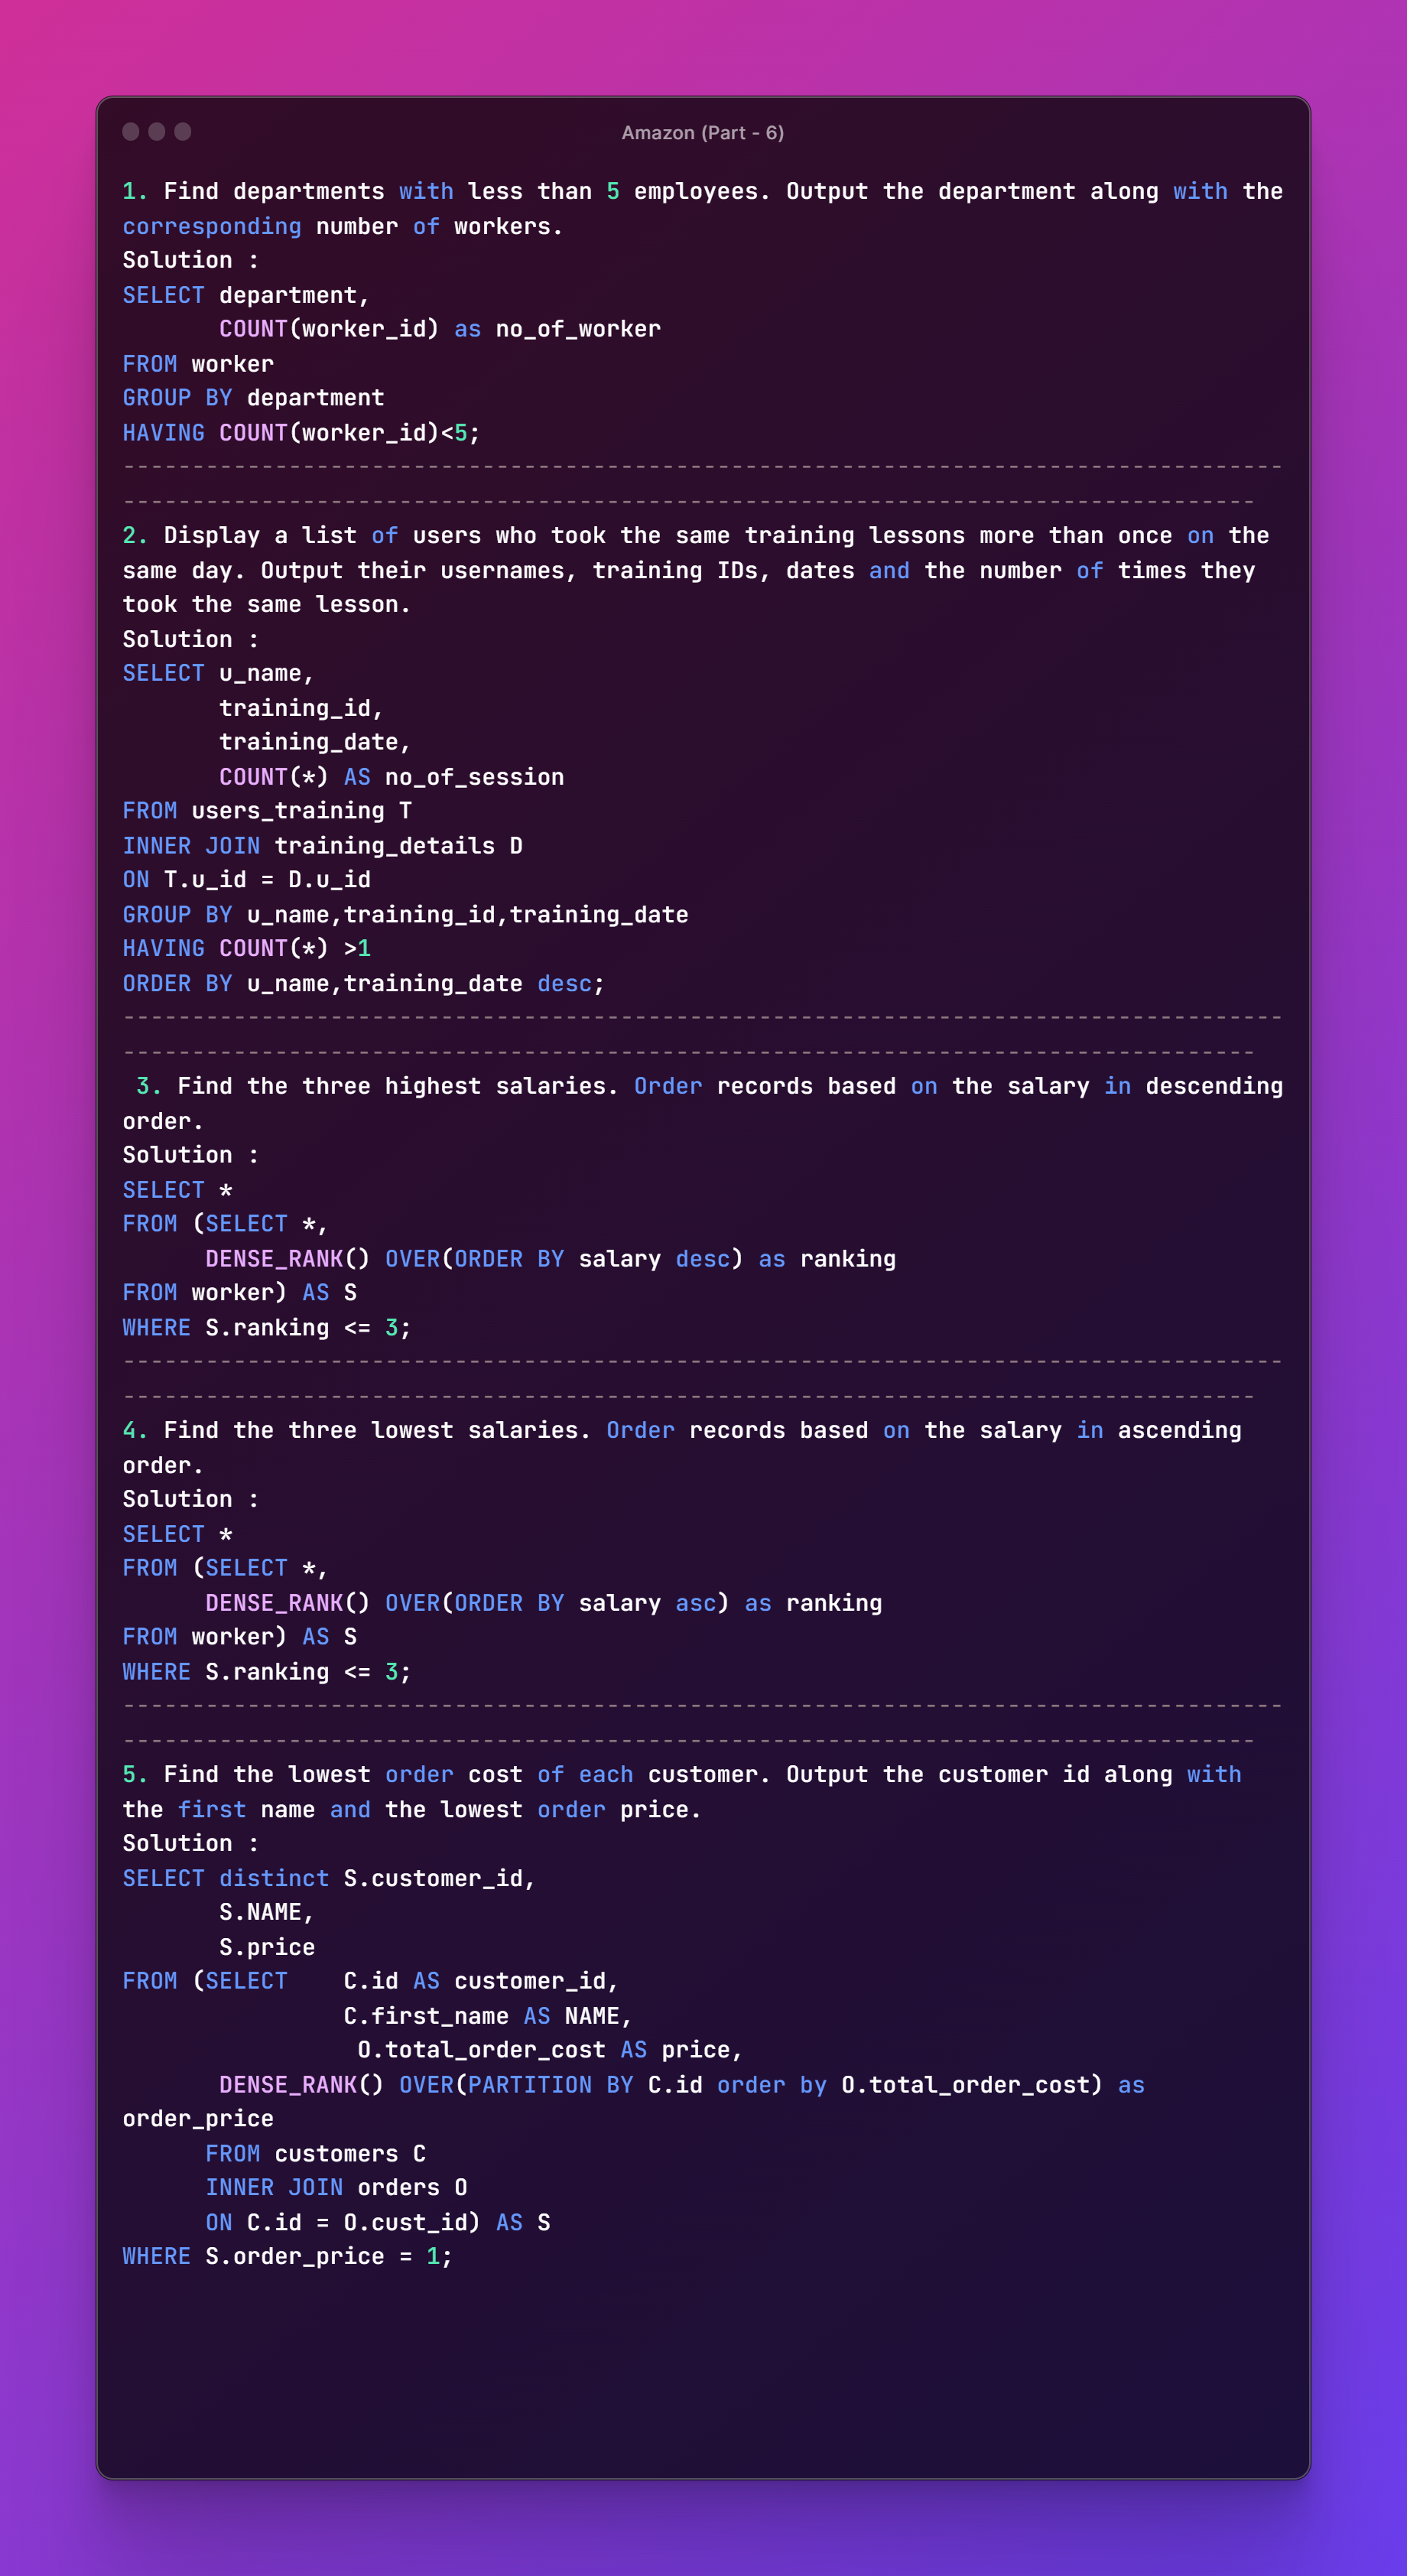 Amazon (Part - 6)
1. Find departments with less than 5 employees. Output the department along with the
corresponding number of workers.
Solution :
SELECT department,
       COUNT(worker_id) as no_of_worker
FROM worker
GROUP BY department
HAVING COUNT(worker_id)<5;
------------------------------------------------------------------------------------
----------------------------------------------------------------------------------
2. Display a list of users who took the same training lessons more than once on the
same day. Output their usernames, training IDs, dates and the number of times they
took the same lesson.
Solution :
SELECT u_name,
       training_id,
       training_date,
       COUNT(*) AS no_of_session
FROM users_training T
INNER JOIN training_details D
ON T.u_id = D.u_id
GROUP BY u_name,training_id,training_date
HAVING COUNT(*) >1
ORDER BY u_name,training_date desc;
------------------------------------------------------------------------------------
----------------------------------------------------------------------------------
 3. Find the three highest salaries. Order records based on the salary in descending
order.
Solution :
SELECT *
FROM (SELECT *,
      DENSE_RANK() OVER(ORDER BY salary desc) as ranking
FROM worker) AS S
WHERE S.ranking <= 3;
------------------------------------------------------------------------------------
----------------------------------------------------------------------------------
4. Find the three lowest salaries. Order records based on the salary in ascending
order.
Solution :
SELECT *
FROM (SELECT *,
      DENSE_RANK() OVER(ORDER BY salary asc) as ranking
FROM worker) AS S
WHERE S.ranking <= 3;
------------------------------------------------------------------------------------
----------------------------------------------------------------------------------
5. Find the lowest order cost of each customer. Output the customer id along with
the first name and the lowest order price.
Solution :
SELECT distinct S.customer_id,
       S.NAME,
       S.price
FROM (SELECT    C.id AS customer_id,
                C.first_name AS NAME,
                 O.total_order_cost AS price,
       DENSE_RANK() OVER(PARTITION BY C.id order by O.total_order_cost) as
order_price
      FROM customers C
      INNER JOIN orders O
      ON C.id = O.cust_id) AS S
WHERE S.order_price = 1;